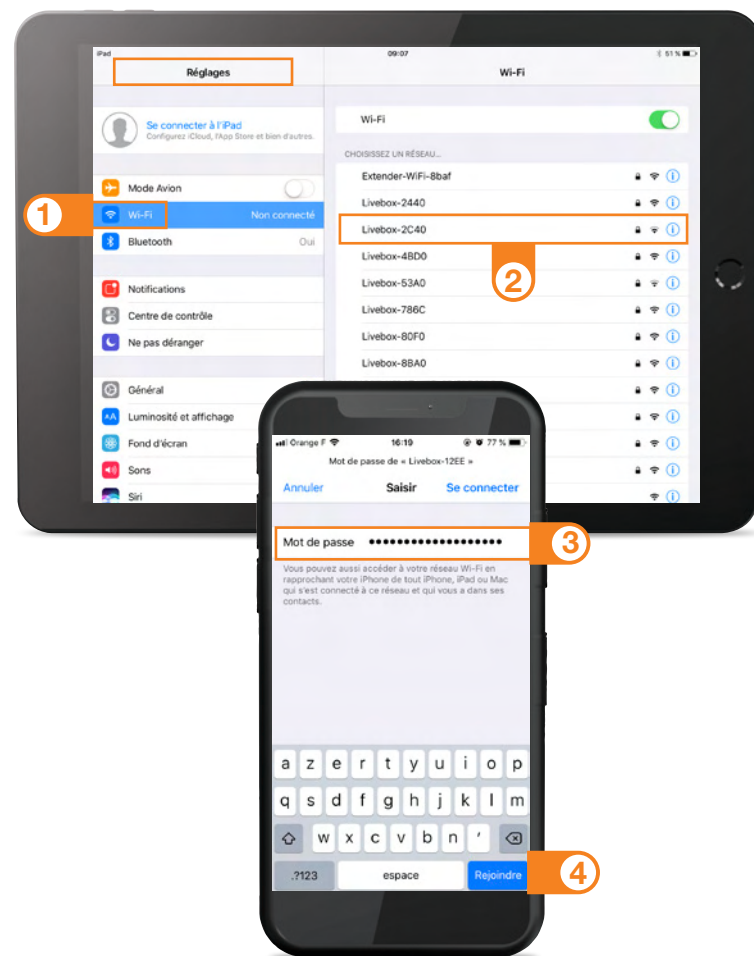 iPad 09:07 51 %
Réglages Wi-Fi
Se connecter à l'iPad
Configurez iCloud, l'App Store et bien d'autres.
Wi-Fi
CHOISISSEZ UN RÉSEAU...
Extender-WiFi-8baf
Mode Avion
Livebox-2440
1
Wi-Fi Non connecté
Livebox-2C40
2
Bluetooth Oui
Livebox-4BD0
Livebox-53A0
Notifications
Livebox-786C
Centre de contrôle
Livebox-80F0
Ne pas déranger
Livebox-8BA0
Général
Luminosité et affichage
Fond d'écran
Sons
Siri
Orange F 16:19 77 %
Mot de passe de « Livebox-12EE »
Annuler Saisir Se connecter
Mot de passe ●●●●●●●●●●●●●●●●●●●
3
Vous pouvez aussi accéder à votre réseau Wi-Fi en
rapprochant votre iPhone de tout iPhone, iPad ou Mac
qui s'est connecté à ce réseau et qui vous a dans ses
contacts.
a z e r t y u i o p
q s d f g h j k l m
w x c v b n '
.?123 espace Rejoindre
4